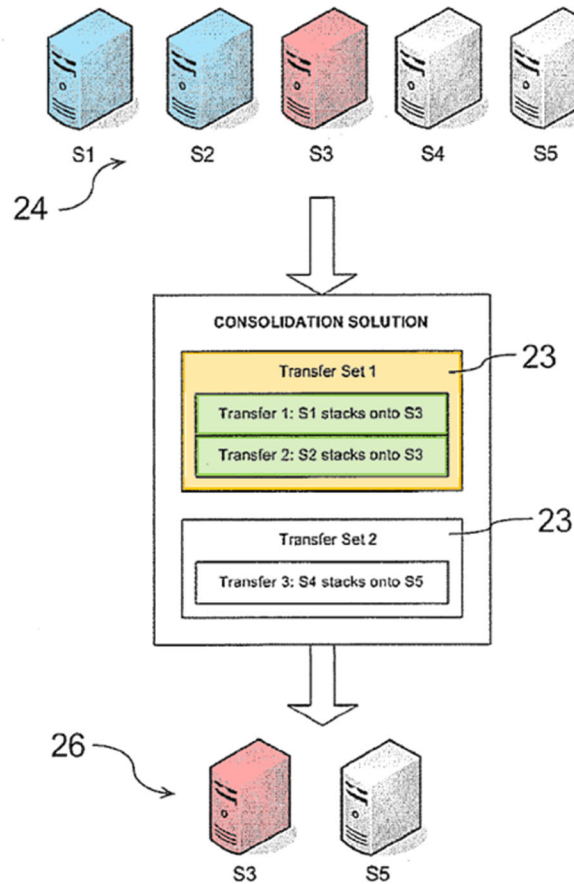 S1 S2 S3 S4 S5
24
CONSOLIDATION SOLUTION
Transfer Set 1
23
Transfer 1: S1 stacks onto S3
Transfer 2: S2 stacks onto S3
Transfer Set 2
23
Transfer 3: S4 stacks onto S5
26
S3 S5